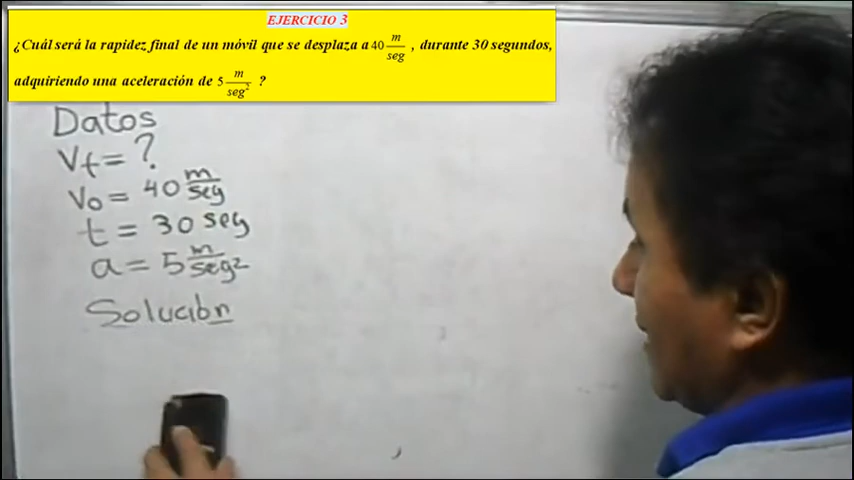 EJERCICIO 3
¿Cuál será la rapidez final de un móvil que se desplaza a 40 m/seg , durante 30 segundos,
adquiriendo una aceleración de 5 m/seg² ?
Datos
Vf = ?
Vo = 40 m/seg
t = 30 seg
a = 5 m/seg²
Solución